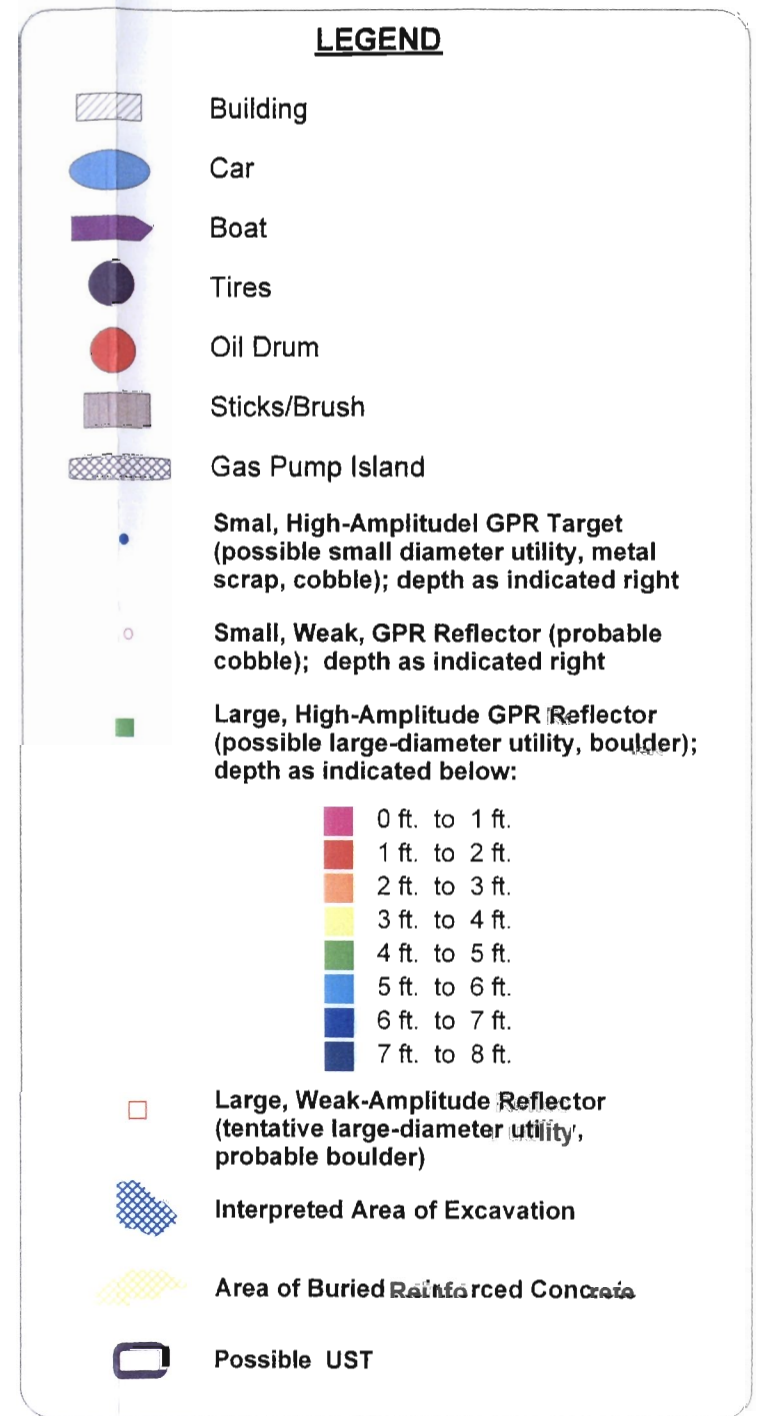 LEGEND
Building
Car
Boat
Tires
Oil Drum
Sticks/Brush
Gas Pump Island
Smal, High-Amplitudel GPR Target
(possible small diameter utility, metal
scrap, cobble); depth as indicated right
Small, Weak, GPR Reflector (probable
cobble); depth as indicated right
Large, High-Amplitude GPR Reflector
(possible large-diameter utility, boulder);
depth as indicated below:
0 ft. to 1 ft.
1 ft. to 2 ft.
2 ft. to 3 ft.
3 ft. to 4 ft.
4 ft. to 5 ft.
5 ft. to 6 ft.
6 ft. to 7 ft.
7 ft. to 8 ft.
Large, Weak-Amplitude Reflector
(tentative large-diameter utility,
probable boulder)
Interpreted Area of Excavation
Area of Buried Reinforced Concrete
Possible UST